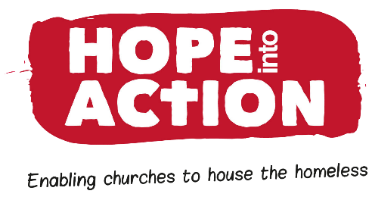 HOPE into
ACTION
Enabling churches to house the homeless